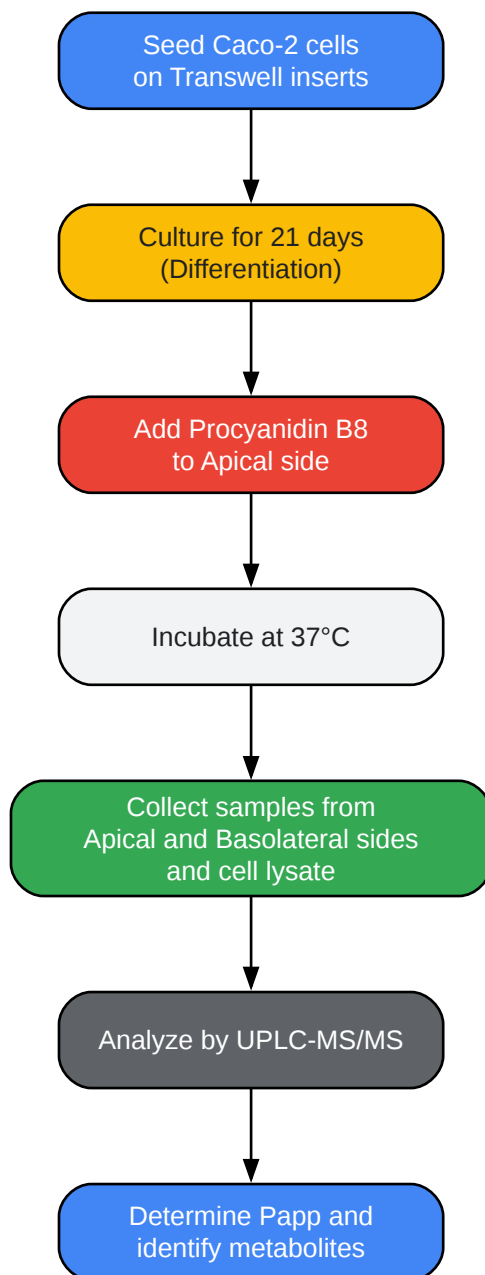 Seed Caco-2 cells
on Transwell inserts
Culture for 21 days
(Differentiation)
Add Procyanidin B8
to Apical side
Incubate at 37°C
Collect samples from
Apical and Basolateral sides
and cell lysate
Analyze by UPLC-MS/MS
Determine Papp and
identify metabolites